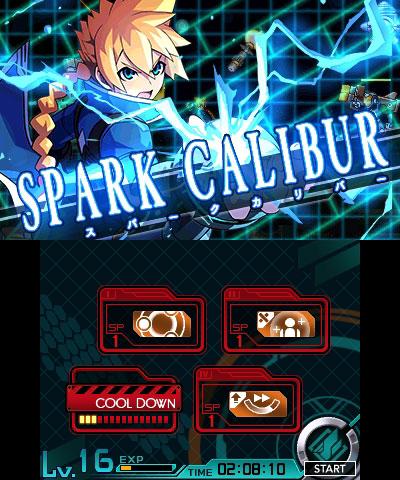 SPARK CALIBUR
スパークカリバー
SP
1
SP
1
COOL DOWN
SP
1
Lv. 16 EXP
TIME 02:08:10
START